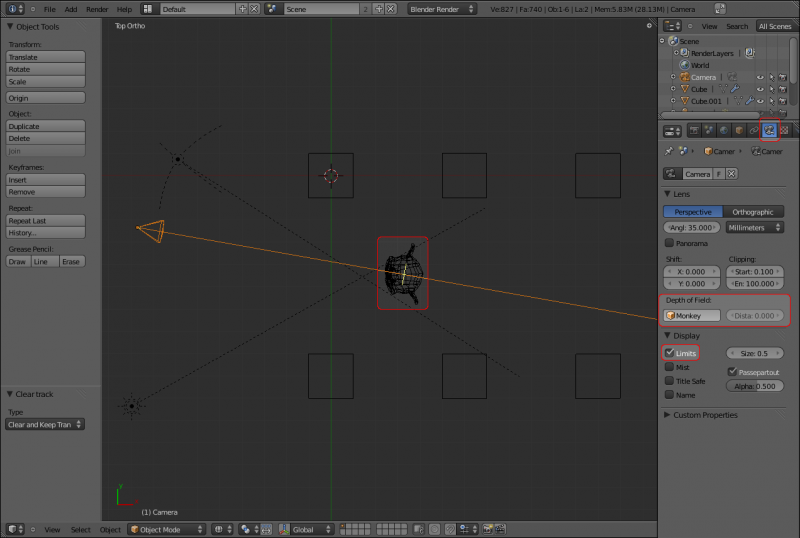 File Add Render Help Default Scene 2 Blender Render Ve:827 | Fa:740 | Ob:1-6 | La:2 | Mem:5.83M (28.13M) | Camera
Object Tools
Transform:
Translate
Rotate
Scale
Origin
Object:
Duplicate
Delete
Join
Keyframes:
Insert
Remove
Repeat:
Repeat Last
History...
Grease Pencil:
Draw Line Erase
Clear track
Type
Clear and Keep Tran
Top Ortho
Y
(1) Camera
View Select Object Object Mode Global
View Search All Scenes
Scene
RenderLayers |
World
Camera |
Cube |
Cube.001 |
Camer Camer
Camera F
Lens
Perspective Orthographic
Angl: 35.000 Millimeters
Panorama
Shift: Clipping:
X: 0.000 Start: 0.100
Y: 0.000 En: 100.000
Depth of Field:
Monkey Dista: 0.000
Display
Limits Size: 0.5
Mist Passepartout
Title Safe Alpha: 0.500
Name
Custom Properties